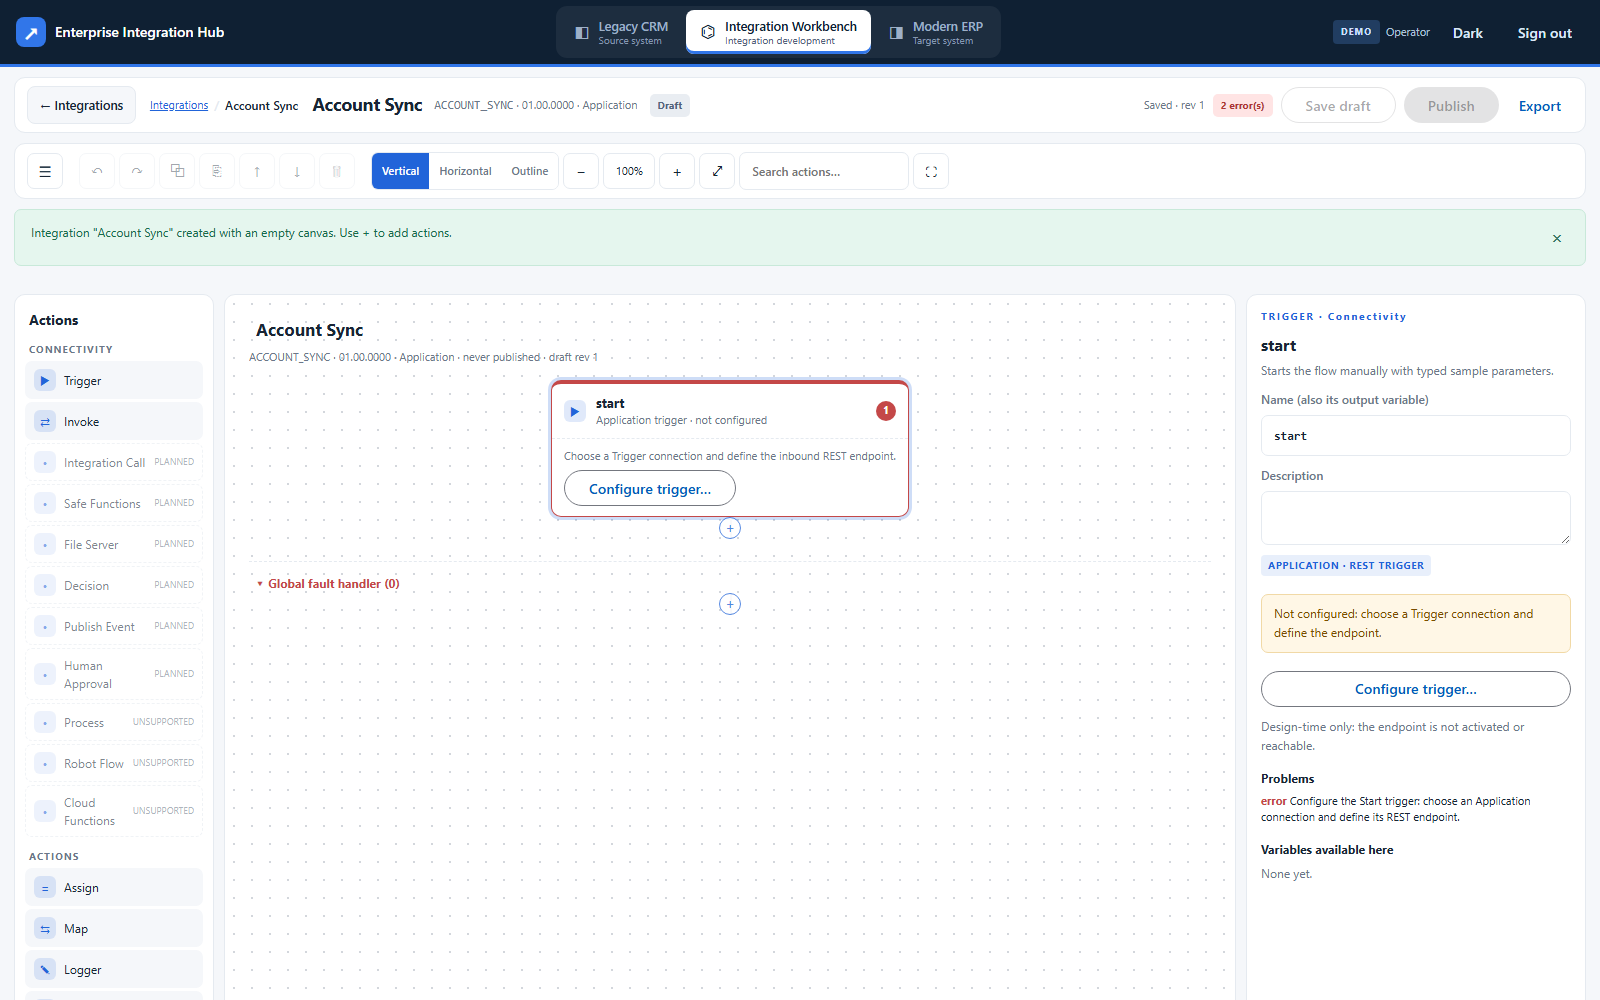 Enterprise Integration Hub
Legacy CRM
Source system
Integration Workbench
Integration development
Modern ERP
Target system
DEMO
Operator
Dark
Sign out
← Integrations
Integrations / Account Sync
Account Sync
ACCOUNT_SYNC · 01.00.0000 · Application
Draft
Saved · rev 1
2 error(s)
Save draft
Publish
Export
Vertical
Horizontal
Outline
−
100%
+
Search actions...
Integration "Account Sync" created with an empty canvas. Use + to add actions.
×
Actions
CONNECTIVITY
Trigger
Invoke
Integration Call PLANNED
Safe Functions PLANNED
File Server PLANNED
Decision PLANNED
Publish Event PLANNED
Human
Approval
PLANNED
Process UNSUPPORTED
Robot Flow UNSUPPORTED
Cloud
Functions
UNSUPPORTED
ACTIONS
Assign
Map
Logger
Account Sync
ACCOUNT_SYNC · 01.00.0000 · Application · never published · draft rev 1
start
Application trigger · not configured
1
Choose a Trigger connection and define the inbound REST endpoint.
Configure trigger...
+
▾ Global fault handler (0)
+
TRIGGER · Connectivity
start
Starts the flow manually with typed sample parameters.
Name (also its output variable)
start
Description
APPLICATION · REST TRIGGER
Not configured: choose a Trigger connection and
define the endpoint.
Configure trigger...
Design-time only: the endpoint is not activated or
reachable.
Problems
error Configure the Start trigger: choose an Application
connection and define its REST endpoint.
Variables available here
None yet.